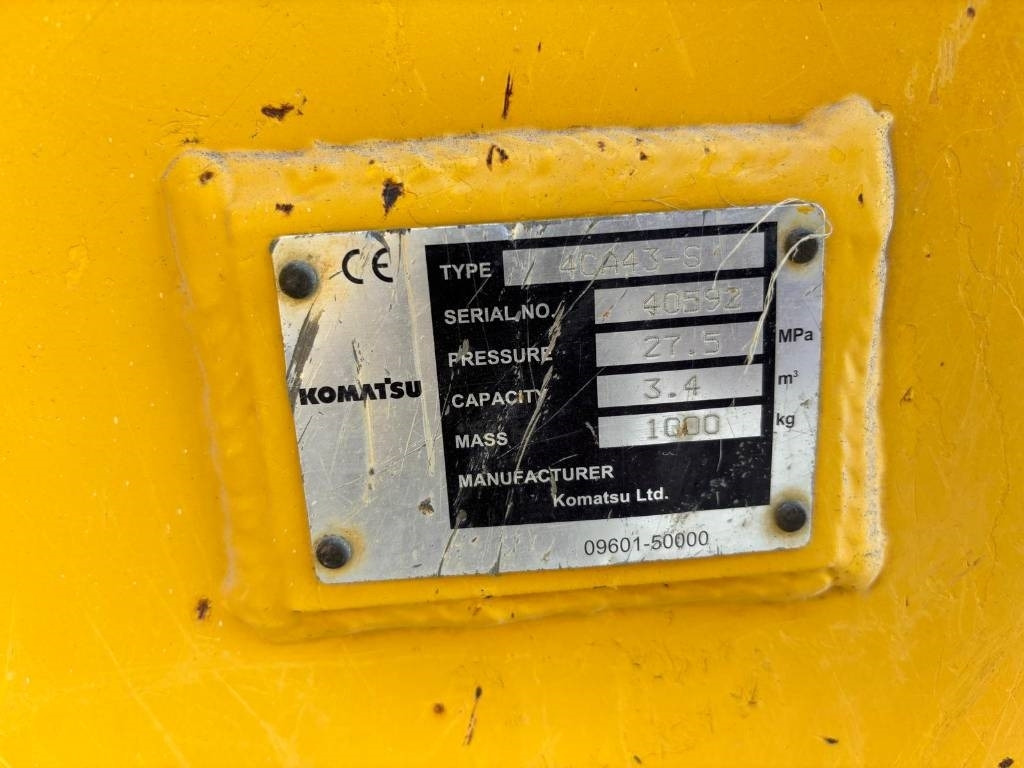 CE
TYPE N 4CA43-S
SERIAL NO. 40592
PRESSURE 27.5 MPa
KOMATSU
CAPACITY 3.4 m³
MASS 1000 kg
MANUFACTURER
Komatsu Ltd.
09601-50000